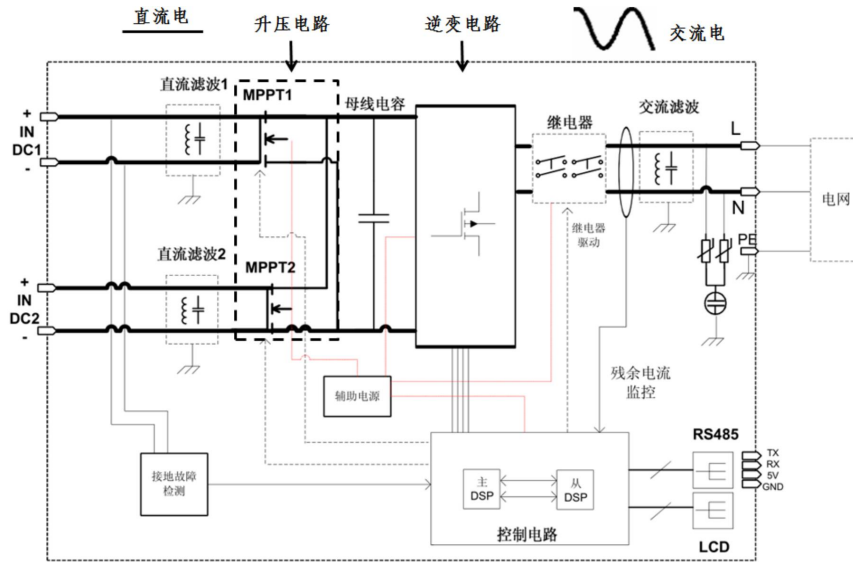 直流电
升压电路
逆变电路
交流电
直流滤波1
MPPT1
母线电容
继电器
交流滤波
+
IN
DC1
-
L
N
PE
电网
继电器
驱动
直流滤波2
MPPT2
+
IN
DC2
-
辅助电源
残余电流
监控
接地故障
检测
主
DSP
从
DSP
控制电路
RS485
TX
RX
5V
GND
LCD